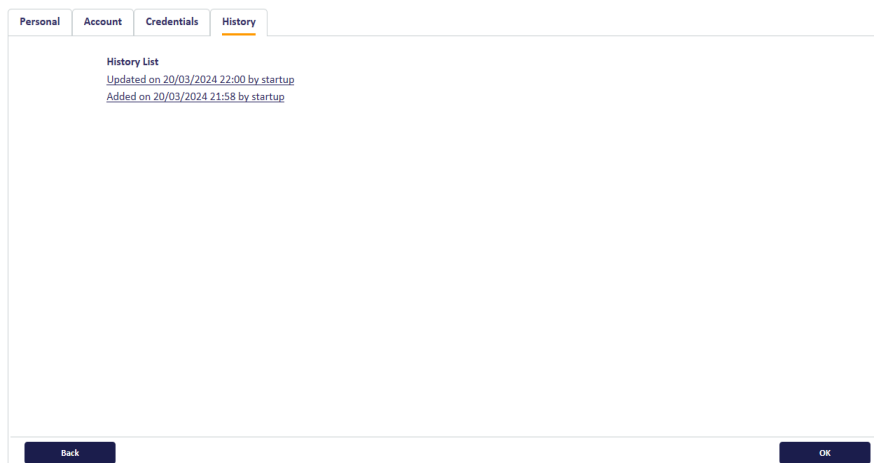 Personal Account Credentials History
History List
Updated on 20/03/2024 22:00 by startup
Added on 20/03/2024 21:58 by startup
Back OK